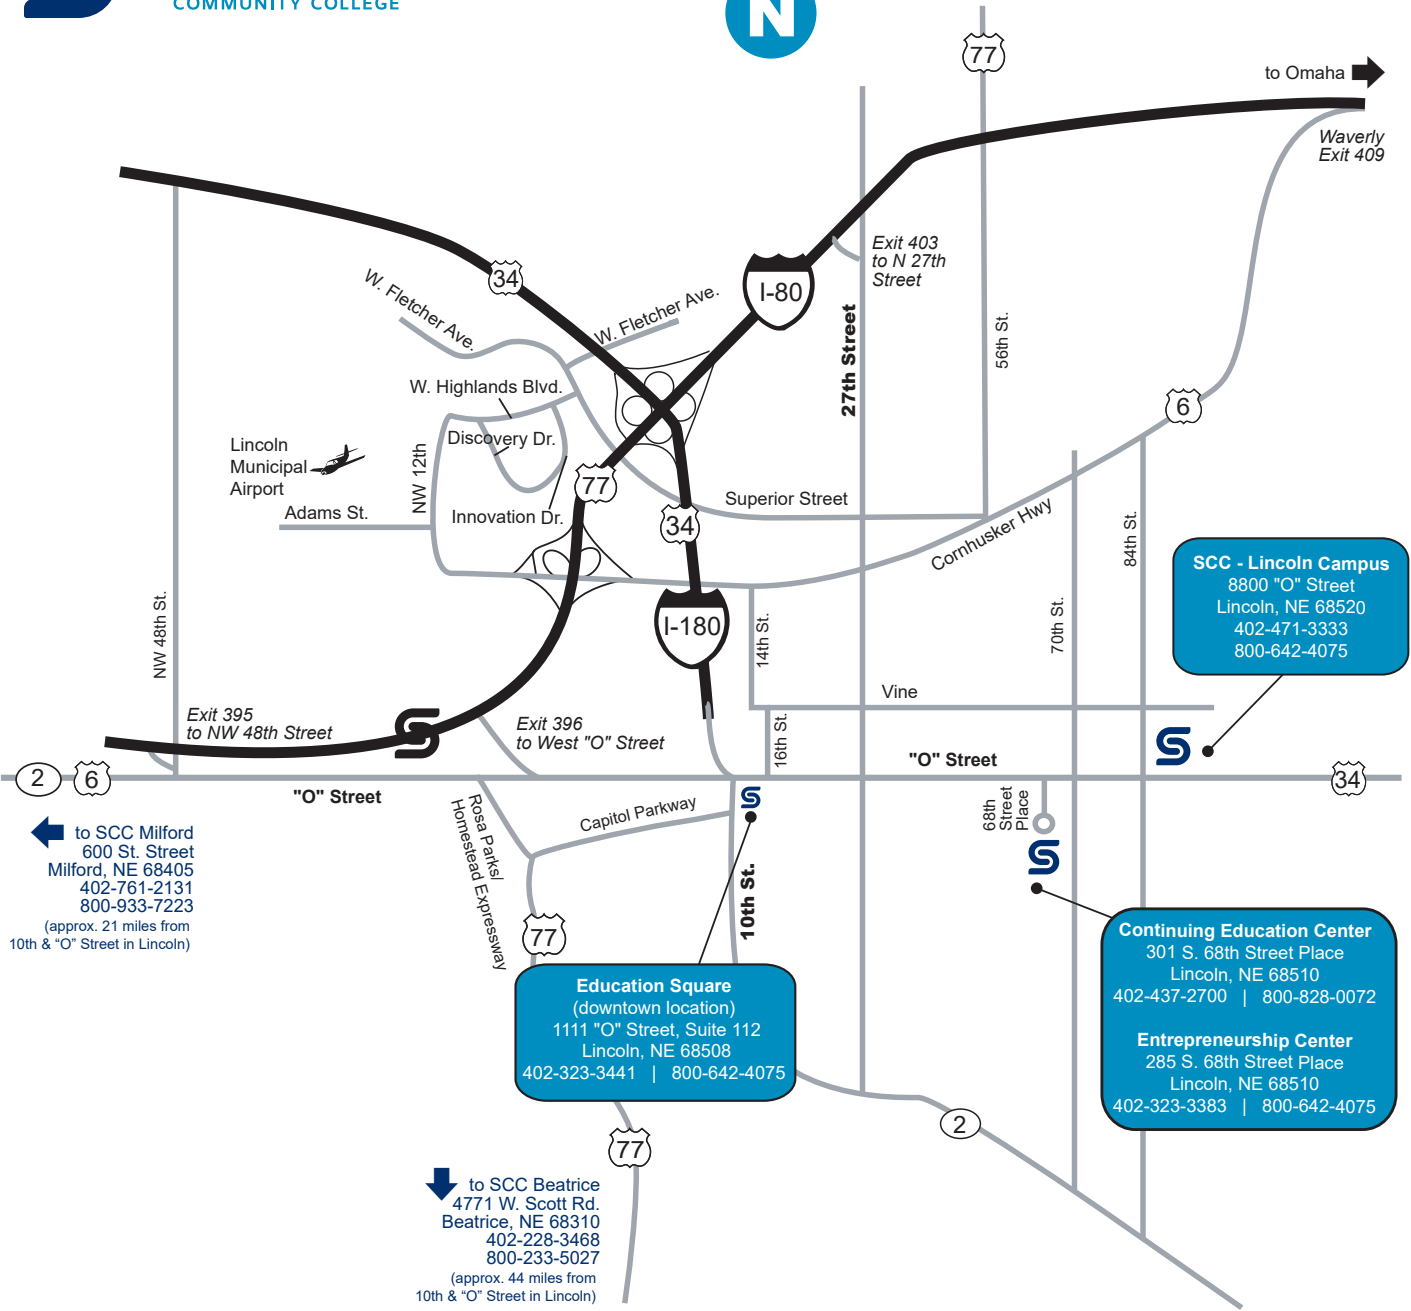 COMMUNITY COLLEGE
N
77
to Omaha
Waverly
Exit 409
34
I-80
Exit 403
to N 27th
Street
W. Fletcher Ave.
W. Fletcher Ave.
27th Street
56th St.
W. Highlands Blvd.
6
Discovery Dr.
Lincoln
Municipal
Airport
NW 12th
77
Adams St.
Innovation Dr.
Superior Street
34
Cornhusker Hwy
84th St.
SCC - Lincoln Campus
8800 "O" Street
Lincoln, NE 68520
402-471-3333
800-642-4075
NW 48th St.
I-180
14th St.
70th St.
Vine
Exit 395
to NW 48th Street
Exit 396
to West "O" Street
16th St.
"O" Street
2
6
34
"O" Street
68th
Street
Place
Rosa Parks/
Homestead Expressway
Capitol Parkway
10th St.
to SCC Milford
600 St. Street
Milford, NE 68405
402-761-2131
800-933-7223
(approx. 21 miles from
10th & “O” Street in Lincoln)
77
Education Square
(downtown location)
1111 "O" Street, Suite 112
Lincoln, NE 68508
402-323-3441 | 800-642-4075
Continuing Education Center
301 S. 68th Street Place
Lincoln, NE 68510
402-437-2700 | 800-828-0072
Entrepreneurship Center
285 S. 68th Street Place
Lincoln, NE 68510
402-323-3383 | 800-642-4075
2
77
to SCC Beatrice
4771 W. Scott Rd.
Beatrice, NE 68310
402-228-3468
800-233-5027
(approx. 44 miles from
10th & “O” Street in Lincoln)